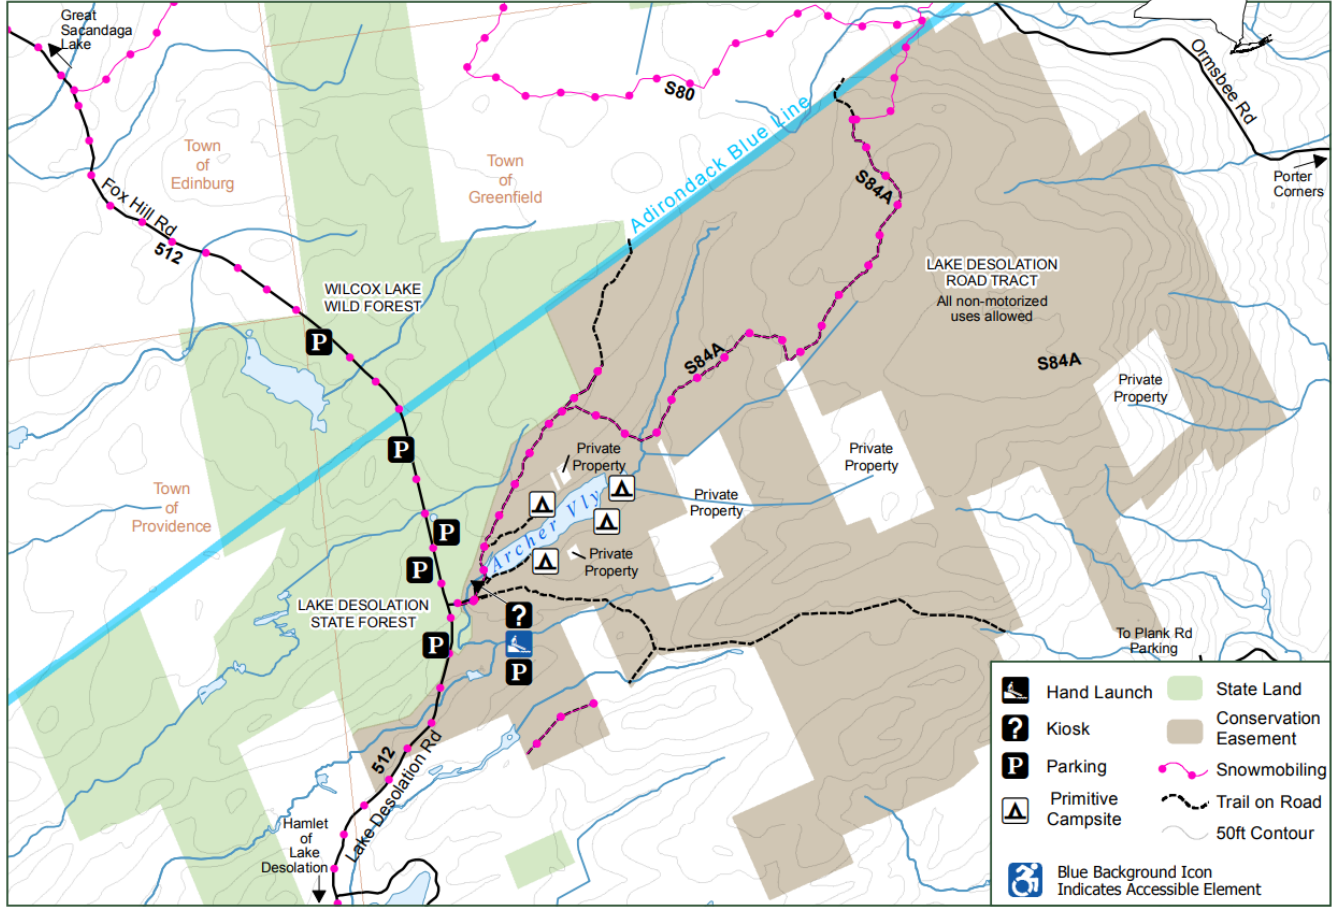 Great
Sacandaga
Lake
S80
Ormsbee Rd
Porter
Corners
Town
of
Edinburg
Town
of
Greenfield
Adirondack Blue Line
Fox Hill Rd
512
S84A
LAKE DESOLATION
ROAD TRACT
All non-motorized
uses allowed
WILCOX LAKE
WILD FOREST
P
S84A
S84A
Private
Property
P
Private
Property
Private
Property
Private
Property
Town
of
Providence
P
P
Archer Vly
Private
Property
LAKE DESOLATION
STATE FOREST
?
P
P
To Plank Rd
Parking
512
Lake Desolation Rd
Hamlet
of
Lake
Desolation
Hand Launch
? Kiosk
P Parking
Primitive
Campsite
State Land
Conservation
Easement
Snowmobiling
Trail on Road
50ft Contour
Blue Background Icon
Indicates Accessible Element